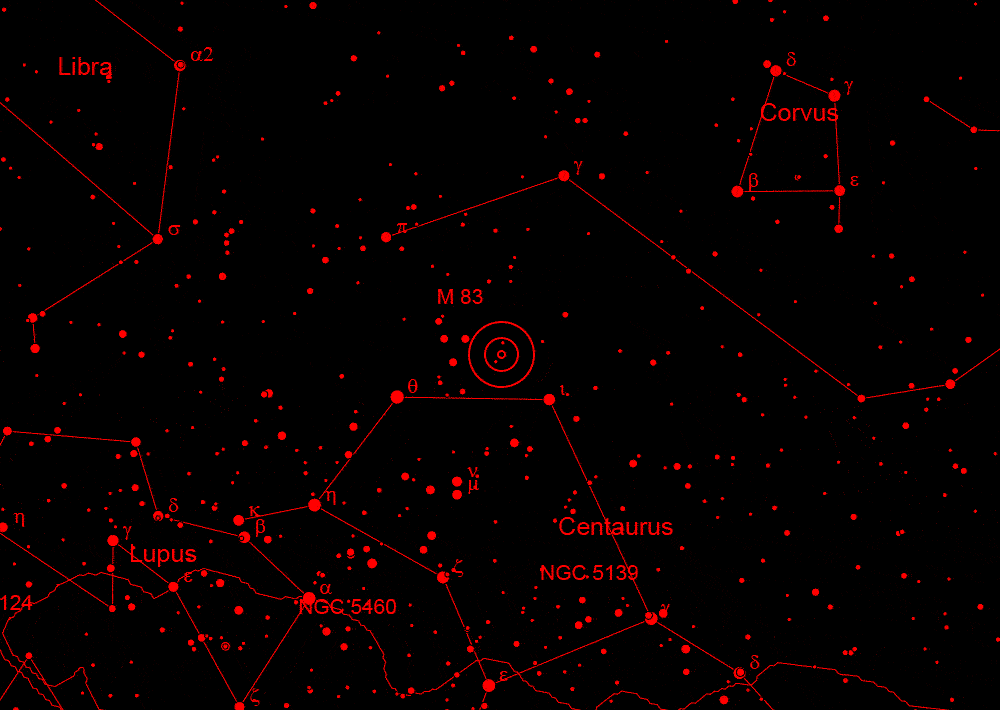 Libra
α2
δ
γ
Corvus
γ
β
ε
σ
π
M 83
θ
ι
ν
μ
η
κ
δ
β
η
γ
Centaurus
Lupus
ζ
NGC 5139
ε
α
124
NGC 5460
γ
δ
ε
ζ